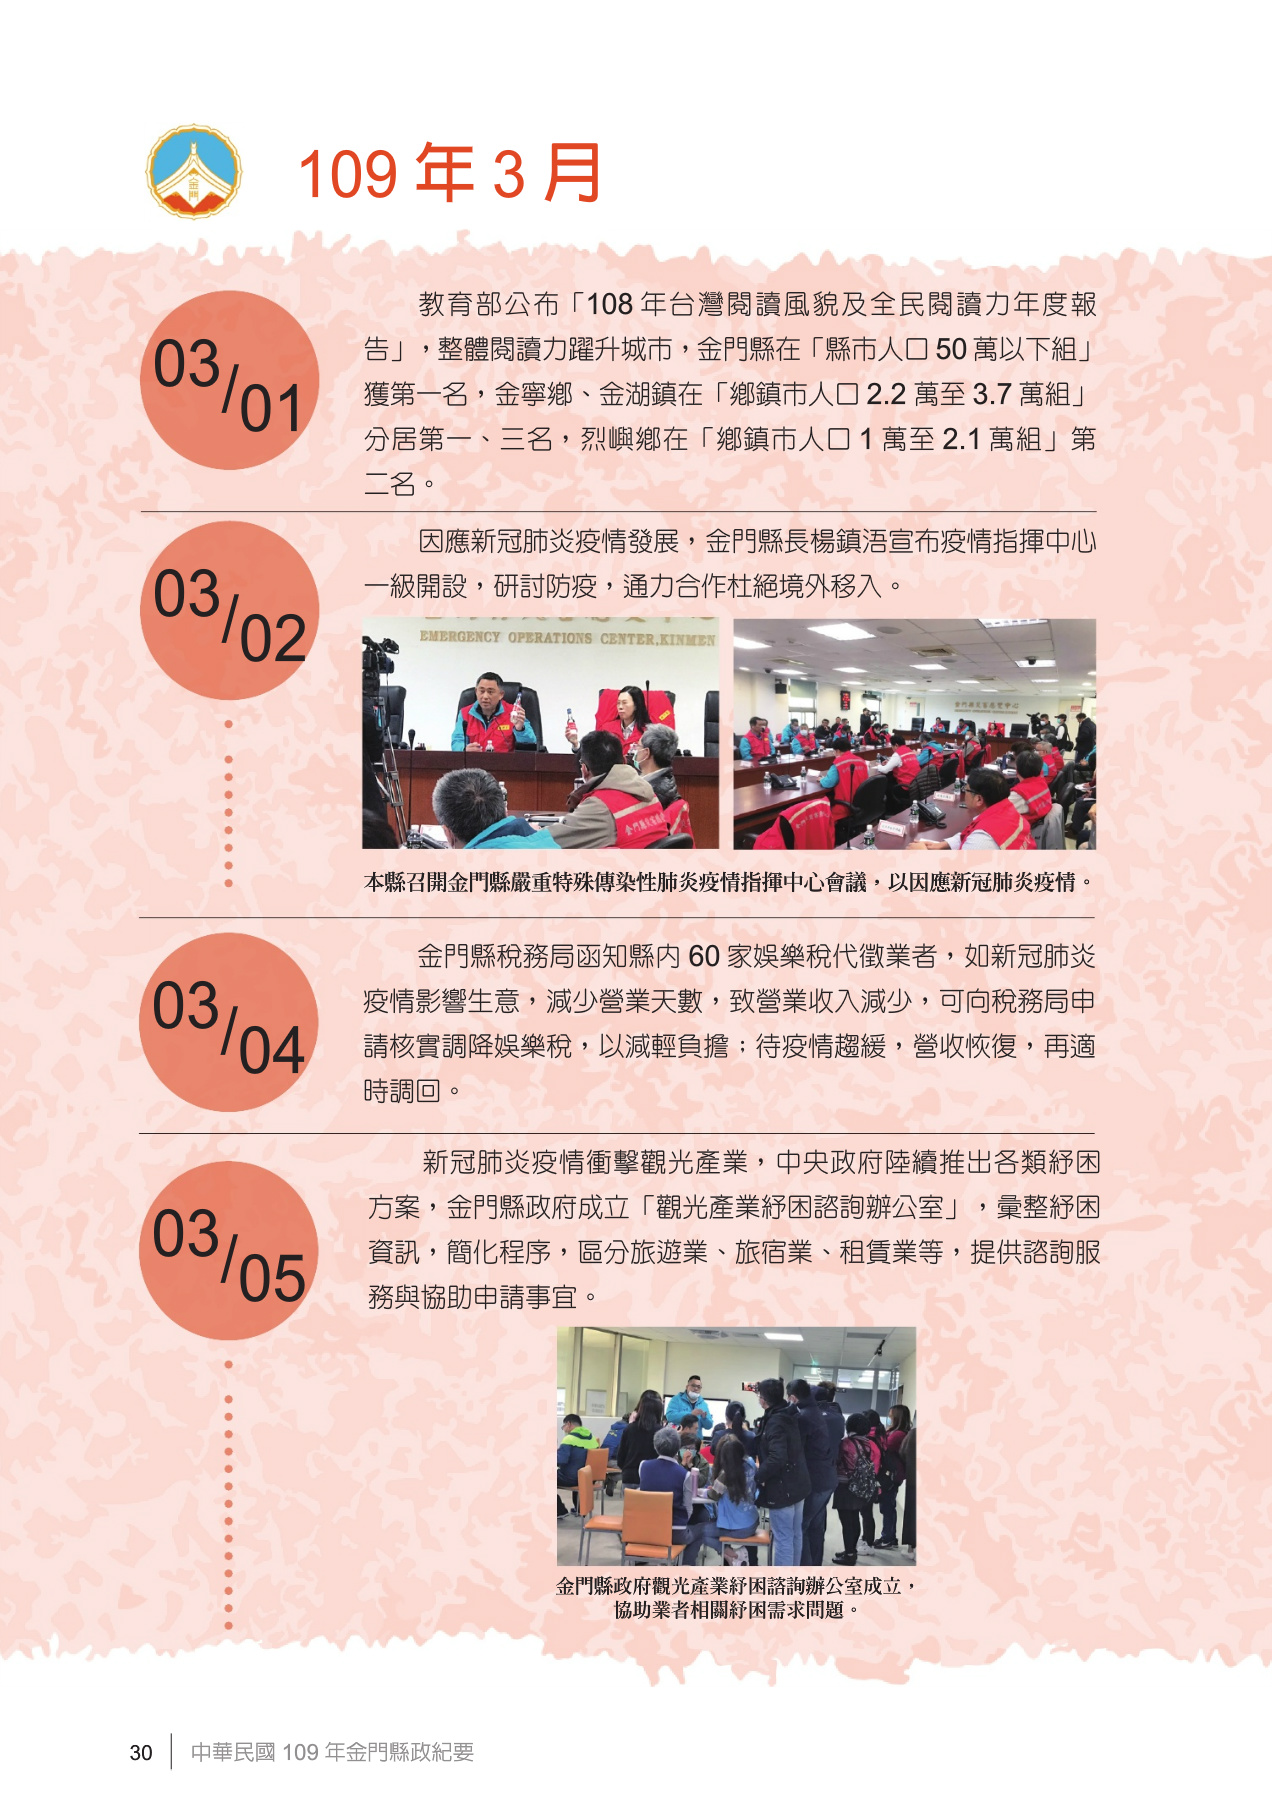 金門
109 年 3 月
03/01
教育部公布「108 年台灣閱讀風貌及全民閱讀力年度報
告」，整體閱讀力躍升城市，金門縣在「縣市人口 50 萬以下組」
獲第一名，金寧鄉、金湖鎮在「鄉鎮市人口 2.2 萬至 3.7 萬組」
分居第一、三名，烈嶼鄉在「鄉鎮市人口 1 萬至 2.1 萬組」第
二名。
03/02
因應新冠肺炎疫情發展，金門縣長楊鎮浯宣布疫情指揮中心
一級開設，研討防疫，通力合作杜絕境外移入。
EMERGENCY OPERATIONS CENTER,KINMEN
金門縣災害應變中心
本縣召開金門縣嚴重特殊傳染性肺炎疫情指揮中心會議，以因應新冠肺炎疫情。
03/04
金門縣稅務局函知縣內 60 家娛樂稅代徵業者，如新冠肺炎
疫情影響生意，減少營業天數，致營業收入減少，可向稅務局申
請核實調降娛樂稅，以減輕負擔；待疫情趨緩，營收恢復，再適
時調回。
03/05
新冠肺炎疫情衝擊觀光產業，中央政府陸續推出各類紓困
方案，金門縣政府成立「觀光產業紓困諮詢辦公室」，彙整紓困
資訊，簡化程序，區分旅遊業、旅宿業、租賃業等，提供諮詢服
務與協助申請事宜。
金門縣政府觀光產業紓困諮詢辦公室成立，
協助業者相關紓困需求問題。
30
中華民國 109 年金門縣政紀要